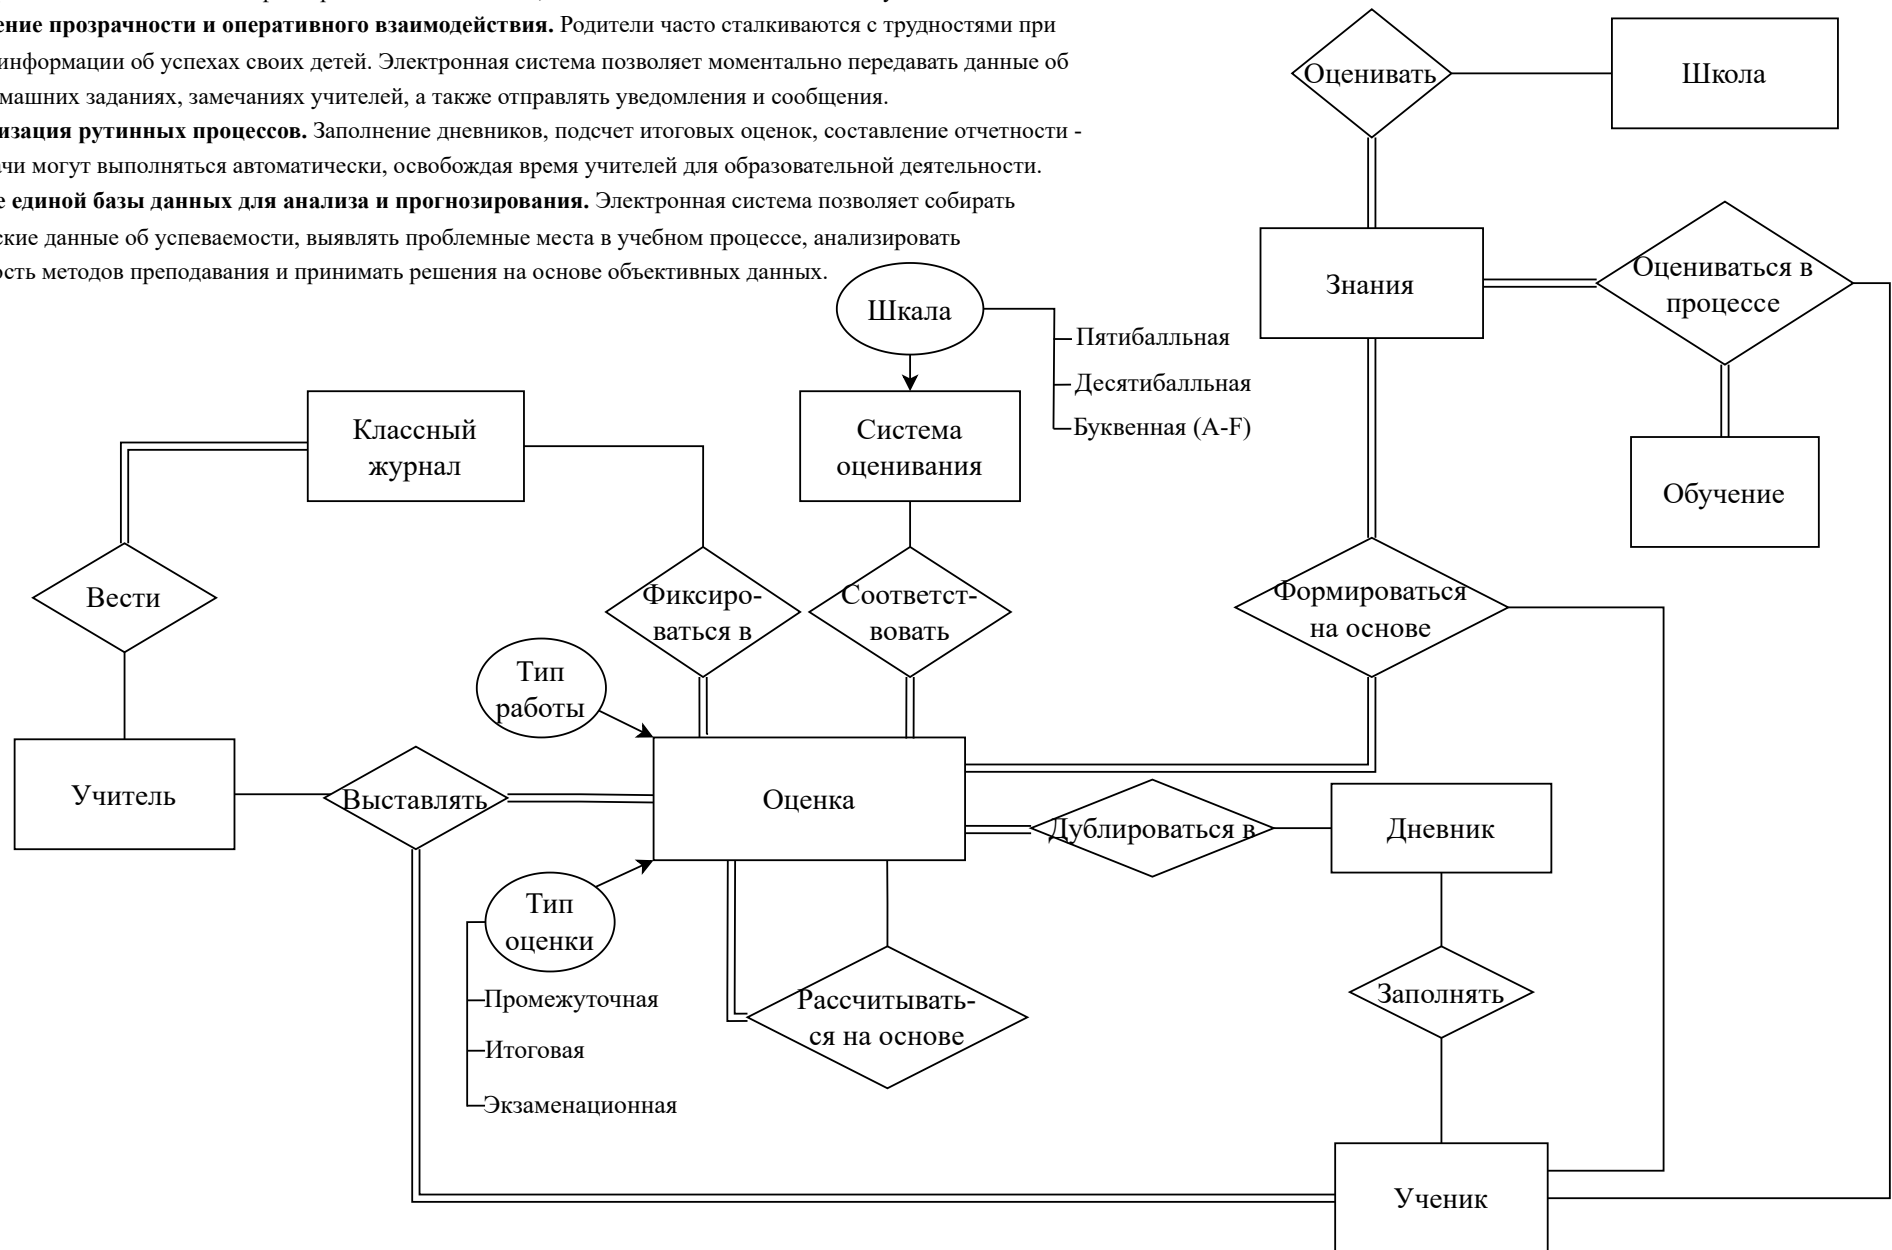 ение прозрачности и оперативного взаимодействия. Родители часто сталкиваются с трудностями при
информации об успехах своих детей. Электронная система позволяет моментально передавать данные об
машних заданиях, замечаниях учителей, а также отправлять уведомления и сообщения.
изация рутинных процессов. Заполнение дневников, подсчет итоговых оценок, составление отчетности -
чи могут выполняться автоматически, освобождая время учителей для образовательной деятельности.
е единой базы данных для анализа и прогнозирования. Электронная система позволяет собирать
ские данные об успеваемости, выявлять проблемные места в учебном процессе, анализировать
ость методов преподавания и принимать решения на основе объективных данных.
Оценивать
Школа
Знания
Оцениваться в
процессе
Шкала
Пятибалльная
Десятибалльная
Буквенная (A-F)
Классный
журнал
Система
оценивания
Обучение
Вести
Фиксиро-
ваться в
Соответст-
вовать
Формироваться
на основе
Тип
работы
Учитель
Выставлять
Оценка
Дублироваться в
Дневник
Тип
оценки
Промежуточная
Итоговая
Экзаменационная
Рассчитывать-
ся на основе
Заполнять
Ученик